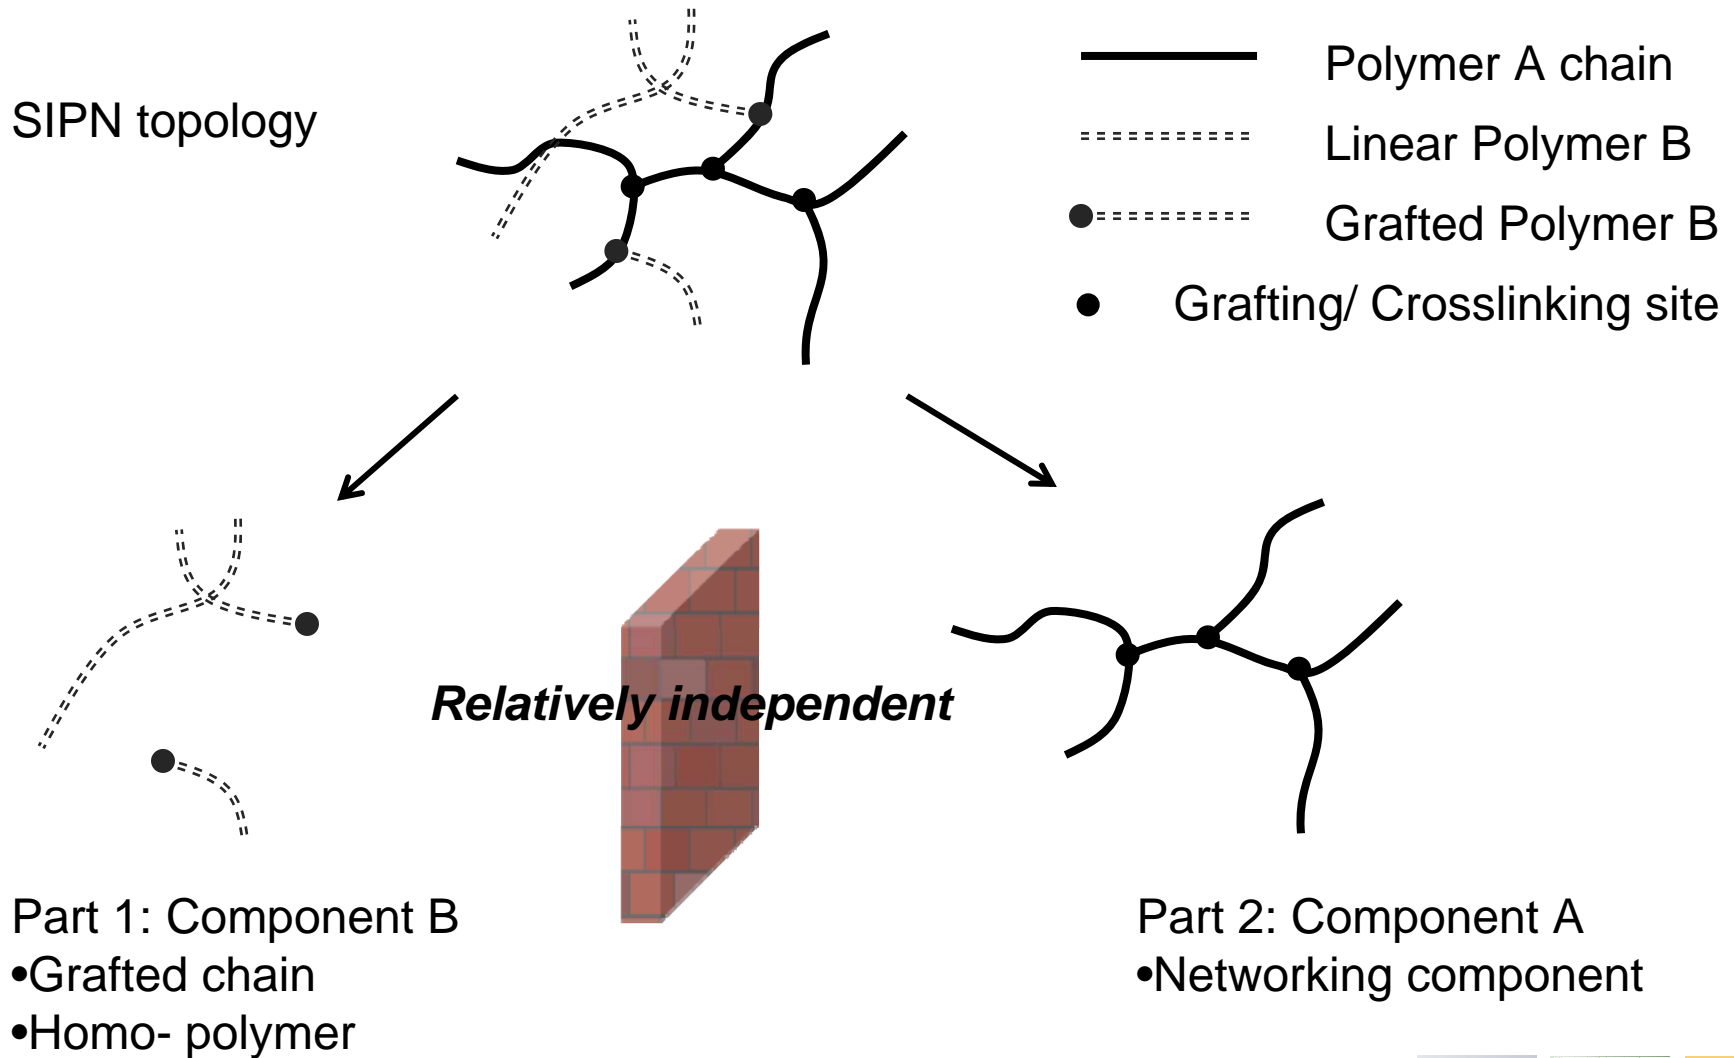 SIPN topology
Polymer A chain
Linear Polymer B
Grafted Polymer B
Grafting/ Crosslinking site
Relatively independent
Part 1: Component B
•Grafted chain
•Homo- polymer
Part 2: Component A
•Networking component